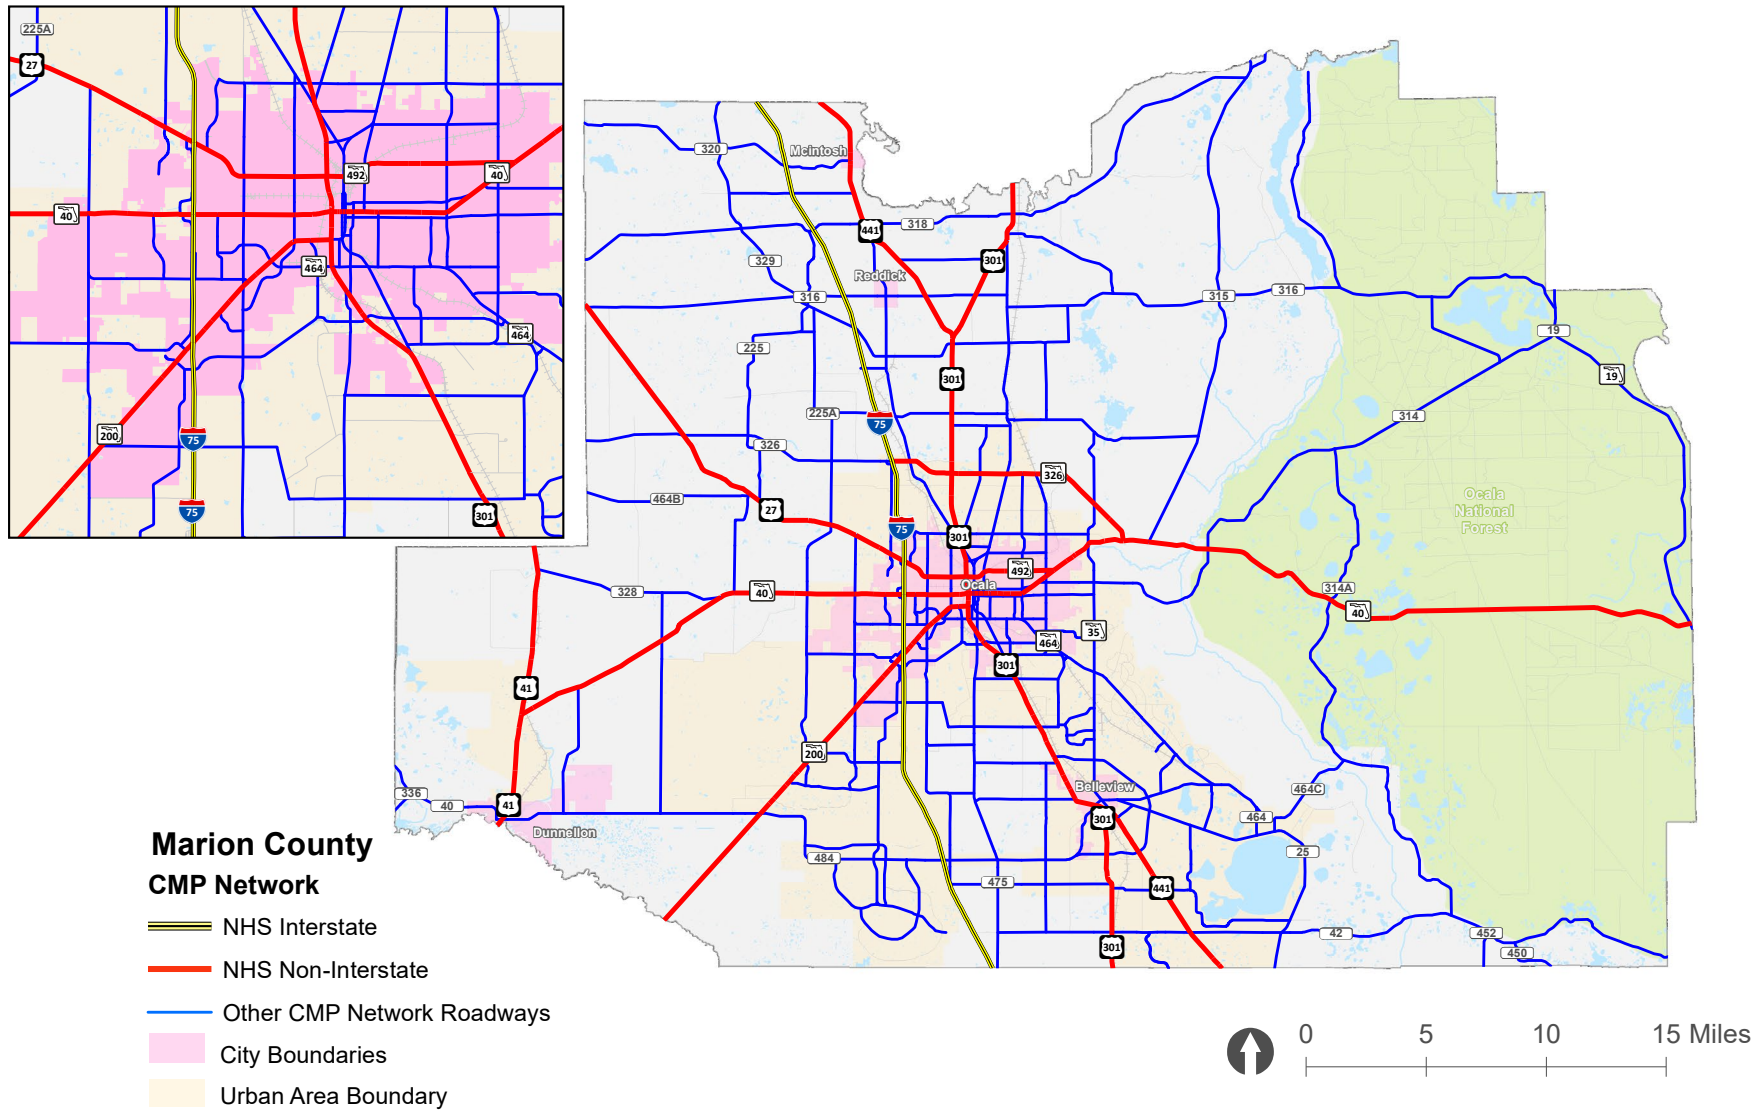 225A
27
492
40
40
464
464
200
75
75
301
320
McIntosh
441
318
301
329
Reddick
316
315
316
225
19
19
301
314
225A
75
326
326
464B
27
Ocala
National
Forest
75
301
492
Ocala
328
40
314A
40
35
464
301
41
200
Belleview
336
40
41
464C
301
464
Dunnellon
484
25
475
441
42
452
301
450
Marion County
CMP Network
NHS Interstate
NHS Non-Interstate
Other CMP Network Roadways
City Boundaries
Urban Area Boundary
0 5 10 15 Miles